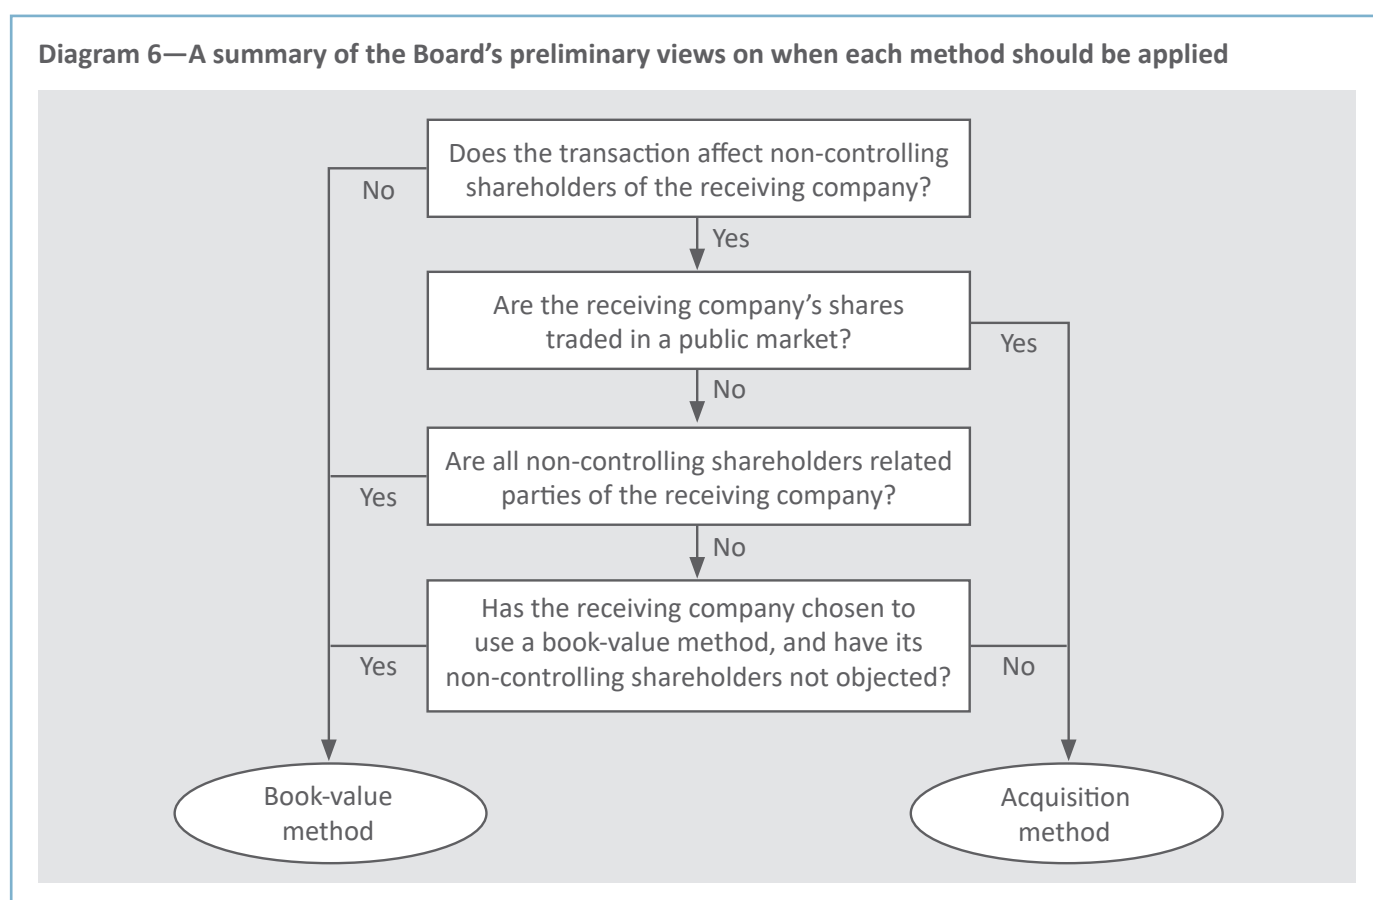 Diagram 6—A summary of the Board’s preliminary views on when each method should be applied
Does the transaction affect non-controlling
shareholders of the receiving company?
No
Yes
Are the receiving company’s shares
traded in a public market?
Yes
No
Are all non-controlling shareholders related
parties of the receiving company?
Yes
No
Has the receiving company chosen to
use a book-value method, and have its
non-controlling shareholders not objected?
Yes
No
Book-value
method
Acquisition
method